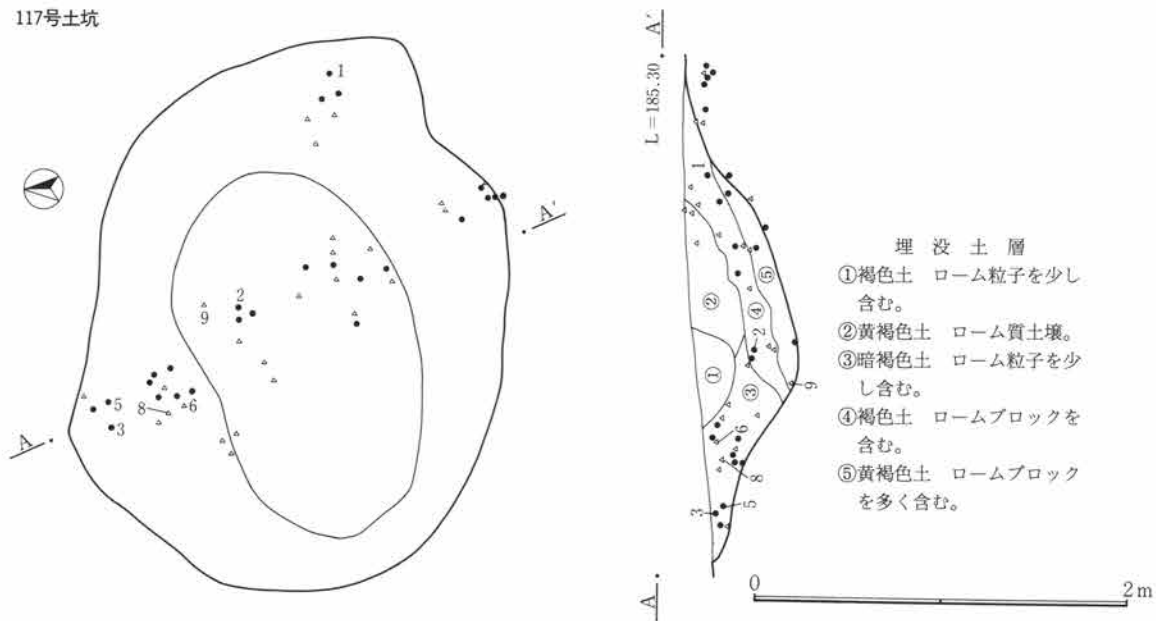 117号土坑
1
A′
2
9
5
8
6
3
A
A′
L=185.30
1
⑤
②
④
2
①
③
9
6
8
5
3
A
埋没土層
①褐色土 ローム粒子を少し
含む。
②黄褐色土 ローム質土壌。
③暗褐色土 ローム粒子を少
し含む。
④褐色土 ロームブロックを
含む。
⑤黄褐色土 ロームブロック
を多く含む。
0
2m